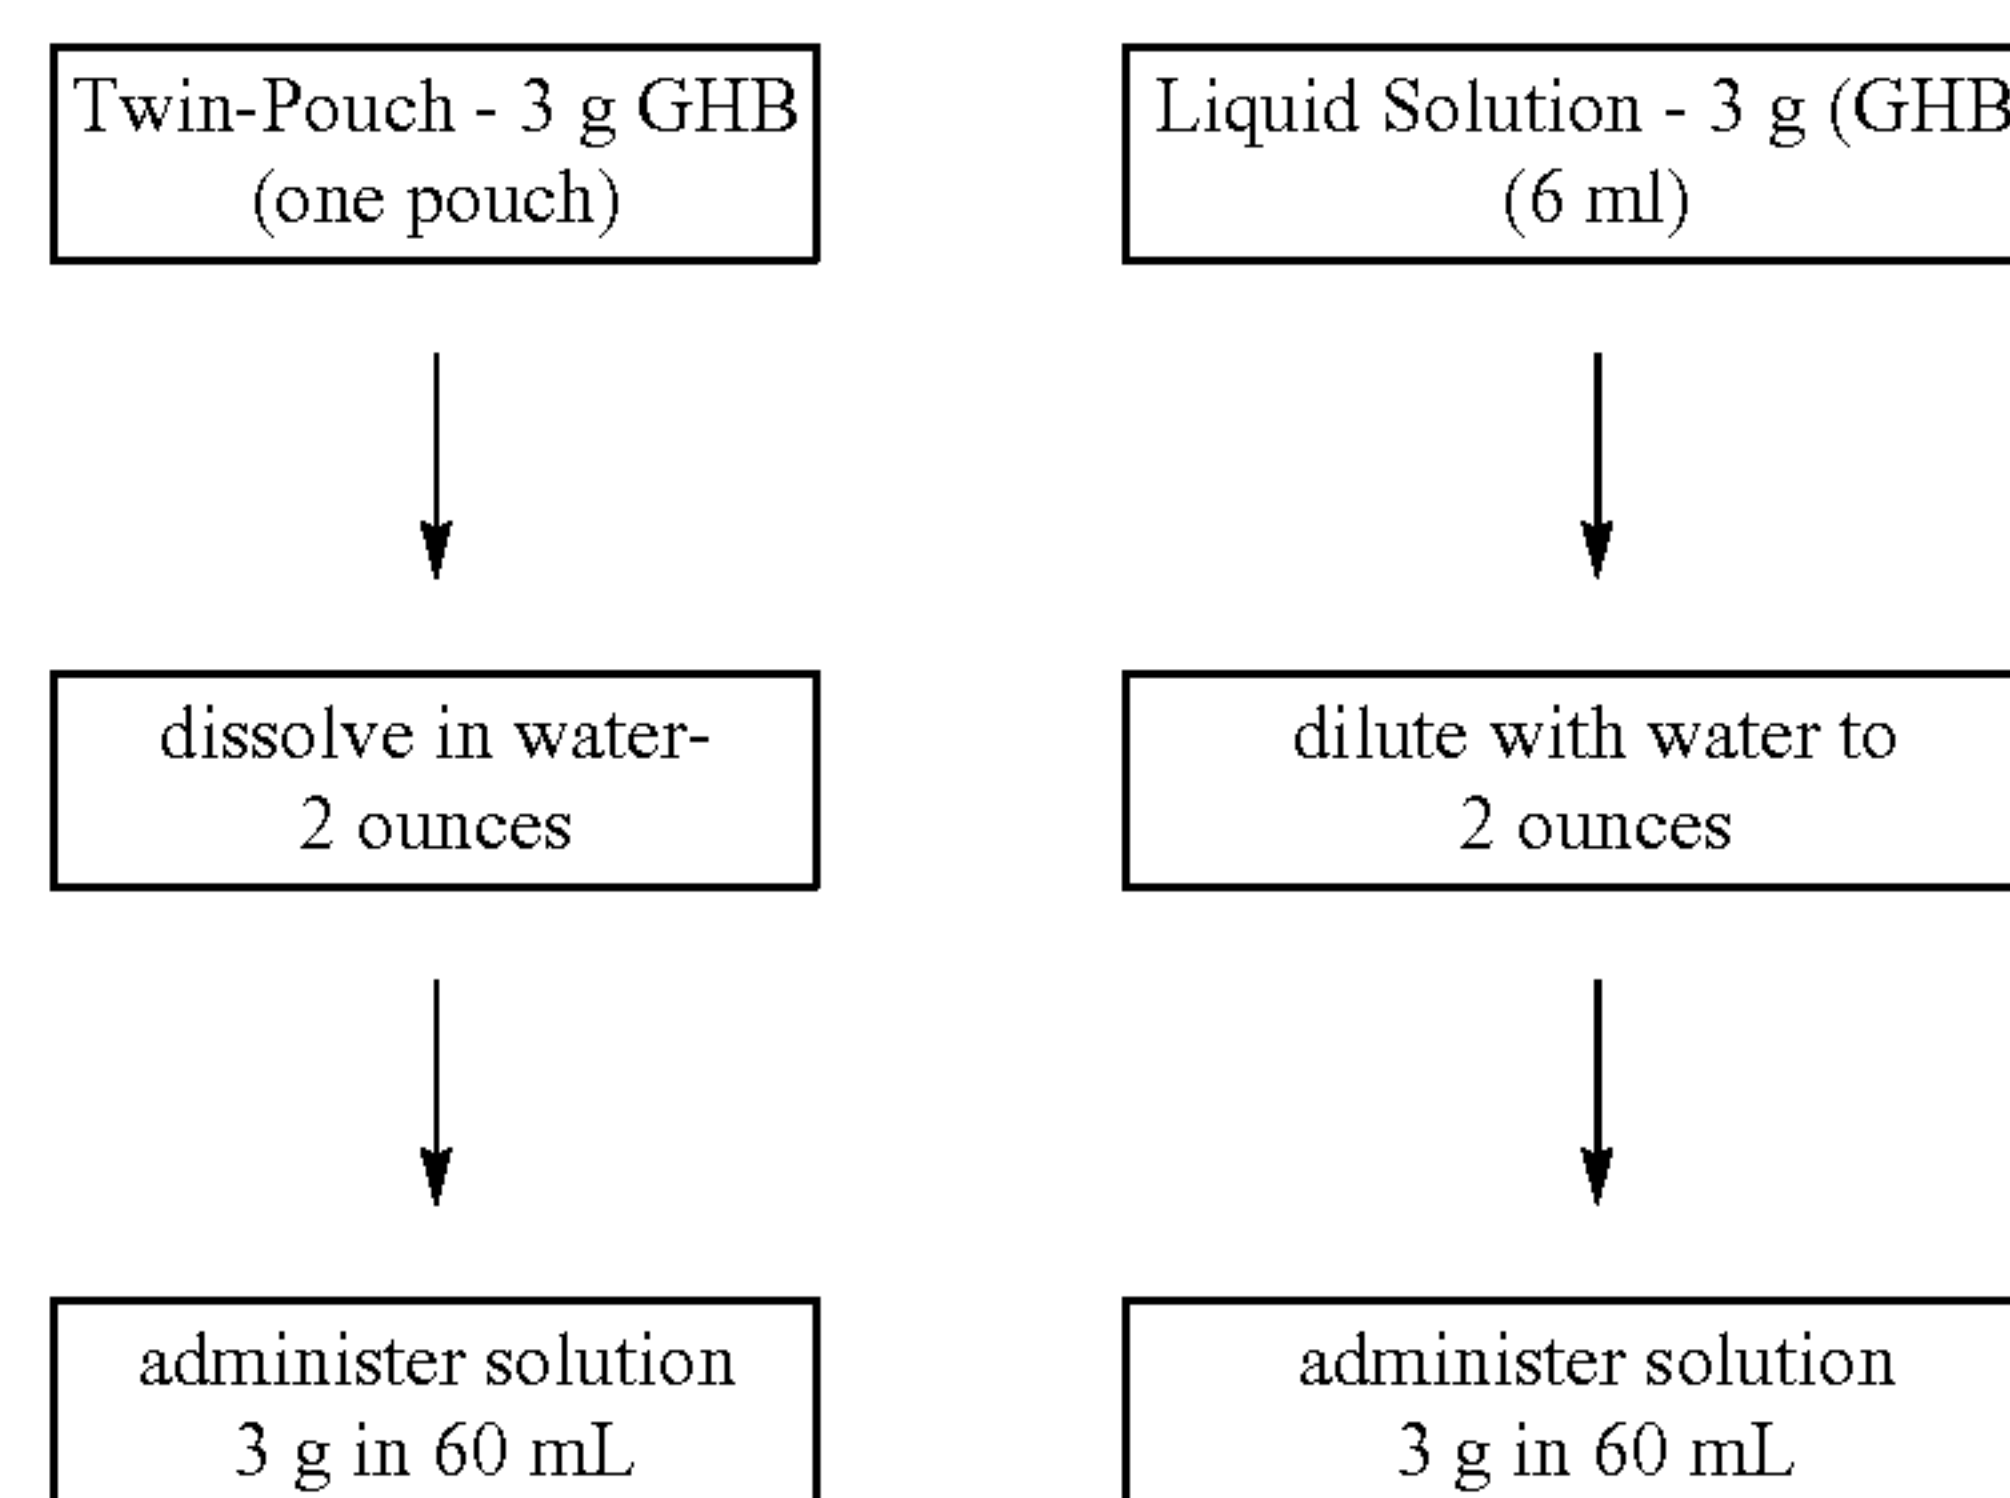 Twin-Pouch - 3 g GHB
(one pouch)
dissolve in water-
2 ounces
administer solution
3 g in 60 mL
Liquid Solution - 3 g (GHB
(6 ml)
dilute with water to
2 ounces
administer solution
3 g in 60 mL